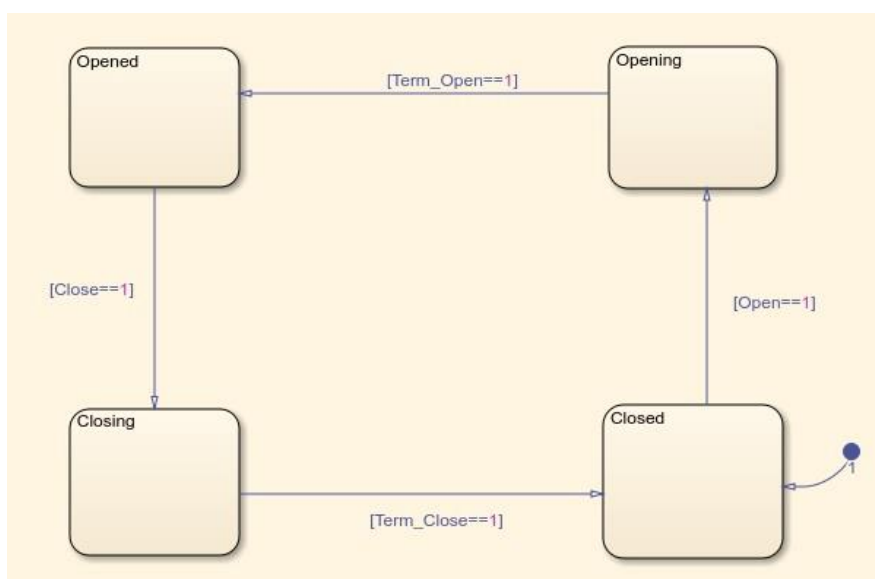 Opened
Opening
[Term_Open==1]
[Close==1]
[Open==1]
Closing
Closed
1
[Term_Close==1]